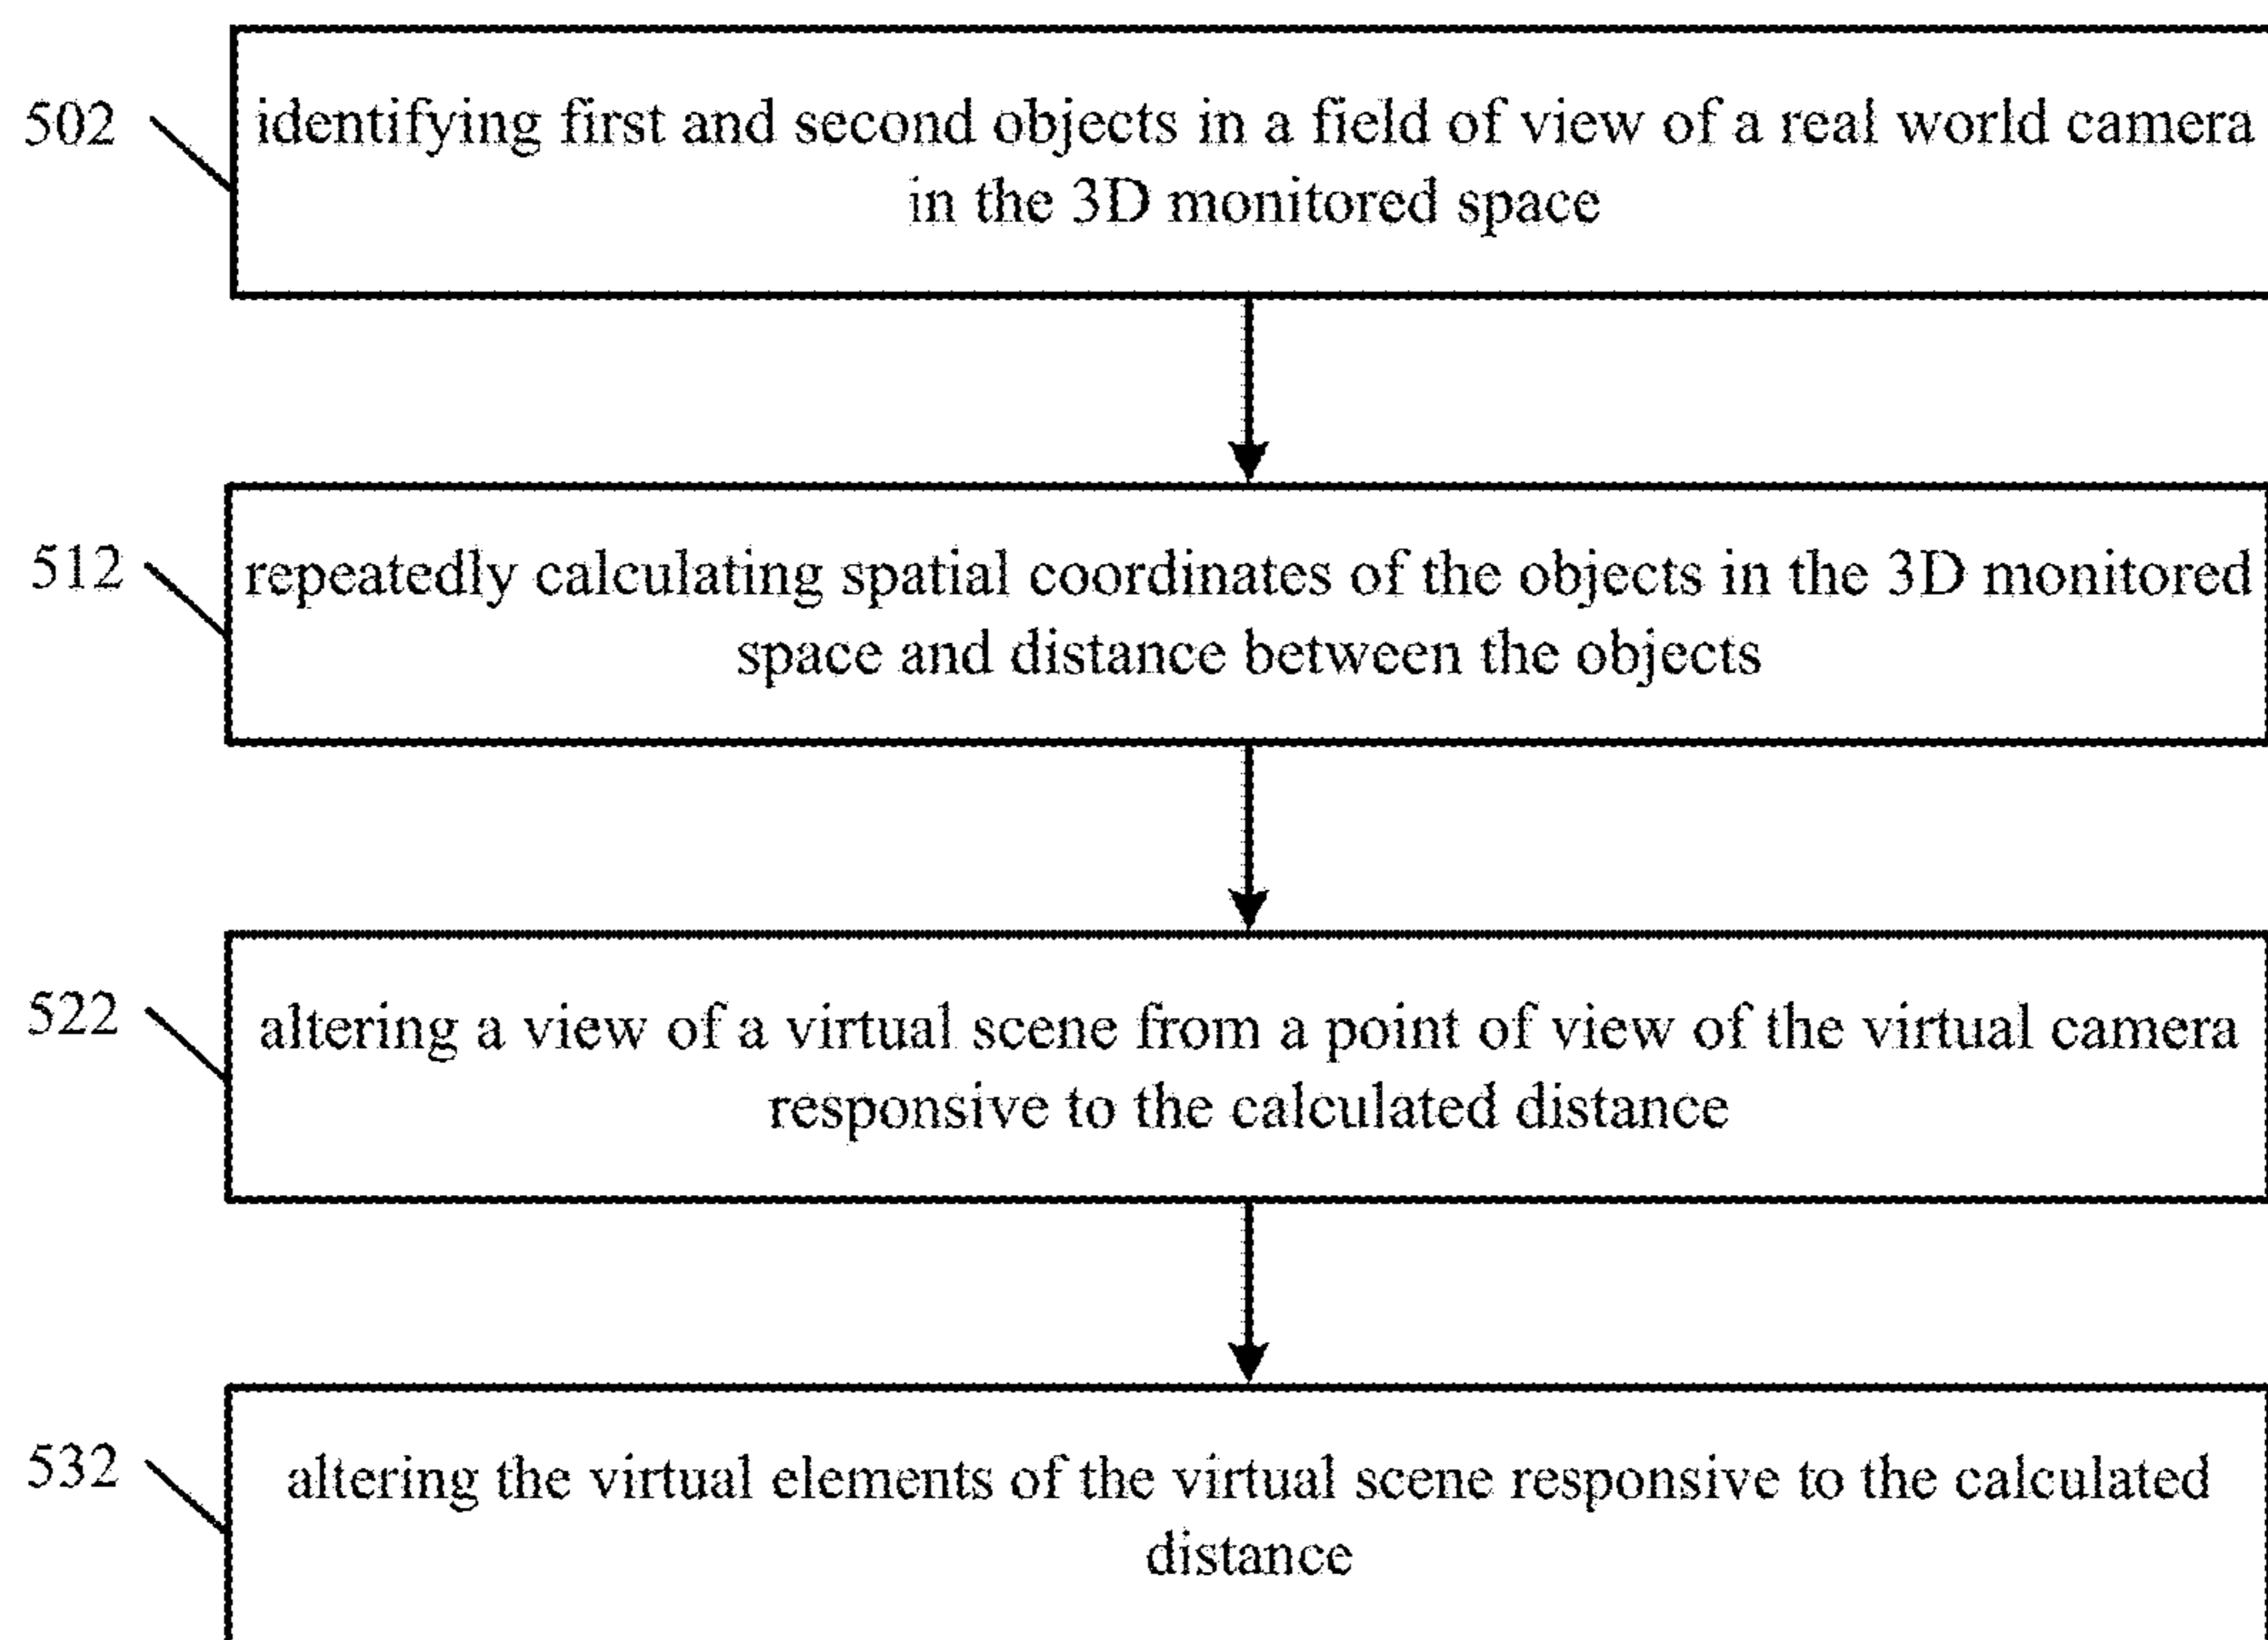 502
identifying first and second objects in a field of view of a real world camera
in the 3D monitored space
512
repeatedly calculating spatial coordinates of the objects in the 3D monitored
space and distance between the objects
522
altering a view of a virtual scene from a point of view of the virtual camera
responsive to the calculated distance
532
altering the virtual elements of the virtual scene responsive to the calculated
distance